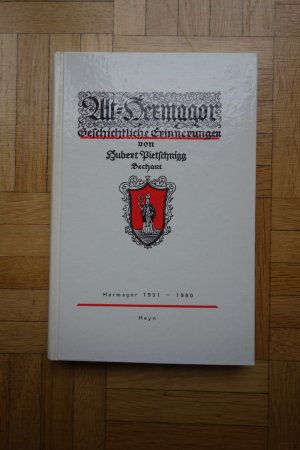 Alt-Hermagor
Geschichtliche Erinnerungen
von
Hubert Pietschnigg
Dechant
Hermagor 1931 - 1980
Heyn